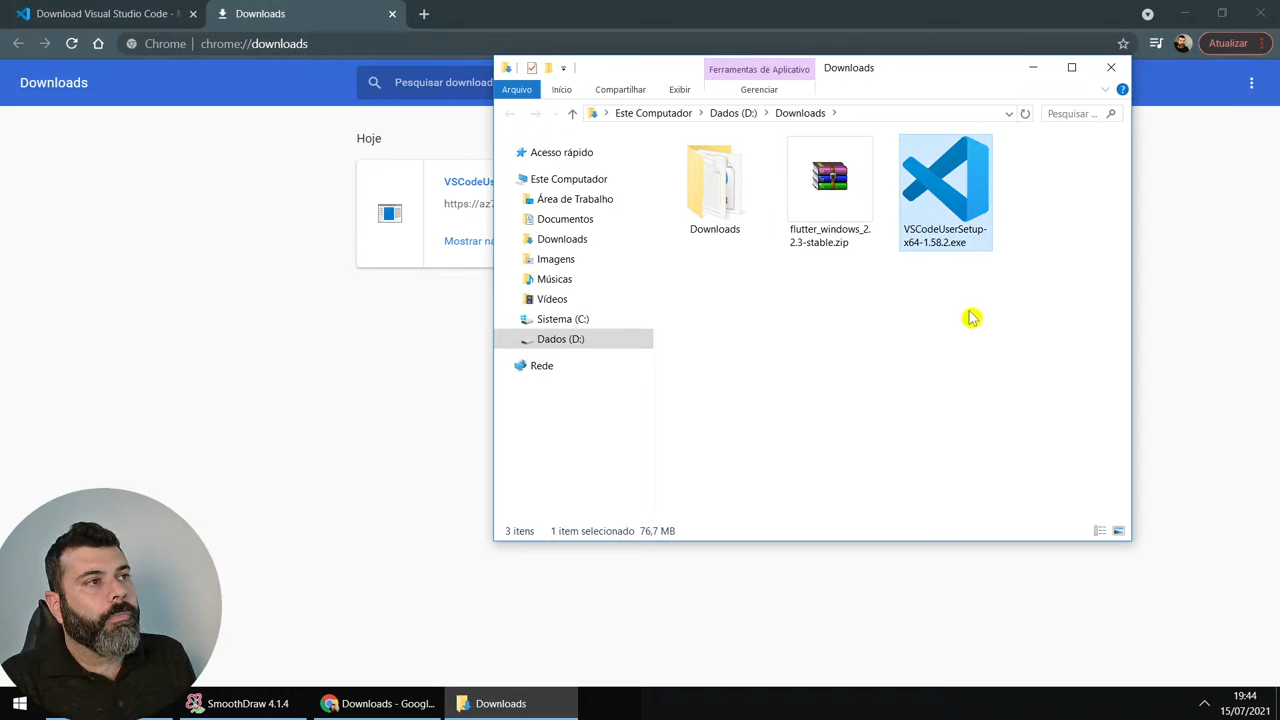 Download Visual Studio Code -
Downloads
Chrome
chrome://downloads
Atualizar
Downloads
Pesquisar download
Hoje
VSCodeUs
https://az7
Mostrar na
Ferramentas de Aplicativo
Downloads
Arquivo
Início
Compartilhar
Exibir
Gerenciar
Este Computador
Dados (D:)
Downloads
Pesquisar ...
Acesso rápido
Este Computador
Área de Trabalho
Documentos
Downloads
Imagens
Músicas
Vídeos
Sistema (C:)
Dados (D:)
Rede
Downloads
flutter_windows_2.
2.3-stable.zip
VSCodeUserSetup-
x64-1.58.2.exe
3 itens
1 item selecionado 76,7 MB
SmoothDraw 4.1.4
Downloads - Googl...
Downloads
19:44
15/07/2021